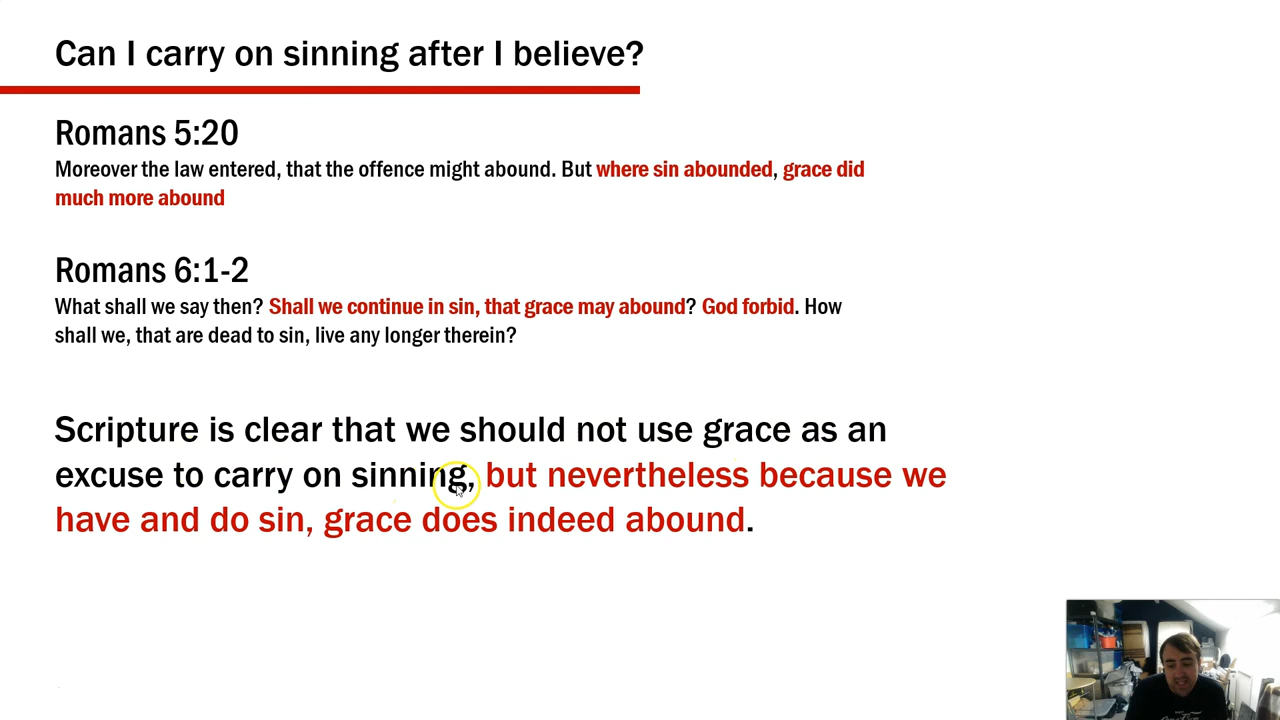 Can I carry on sinning after I believe?
Romans 5:20
Moreover the law entered, that the offence might abound. But where sin abounded, grace did
much more abound
Romans 6:1-2
What shall we say then? Shall we continue in sin, that grace may abound? God forbid. How
shall we, that are dead to sin, live any longer therein?
Scripture is clear that we should not use grace as an
excuse to carry on sinning, but nevertheless because we
have and do sin, grace does indeed abound.